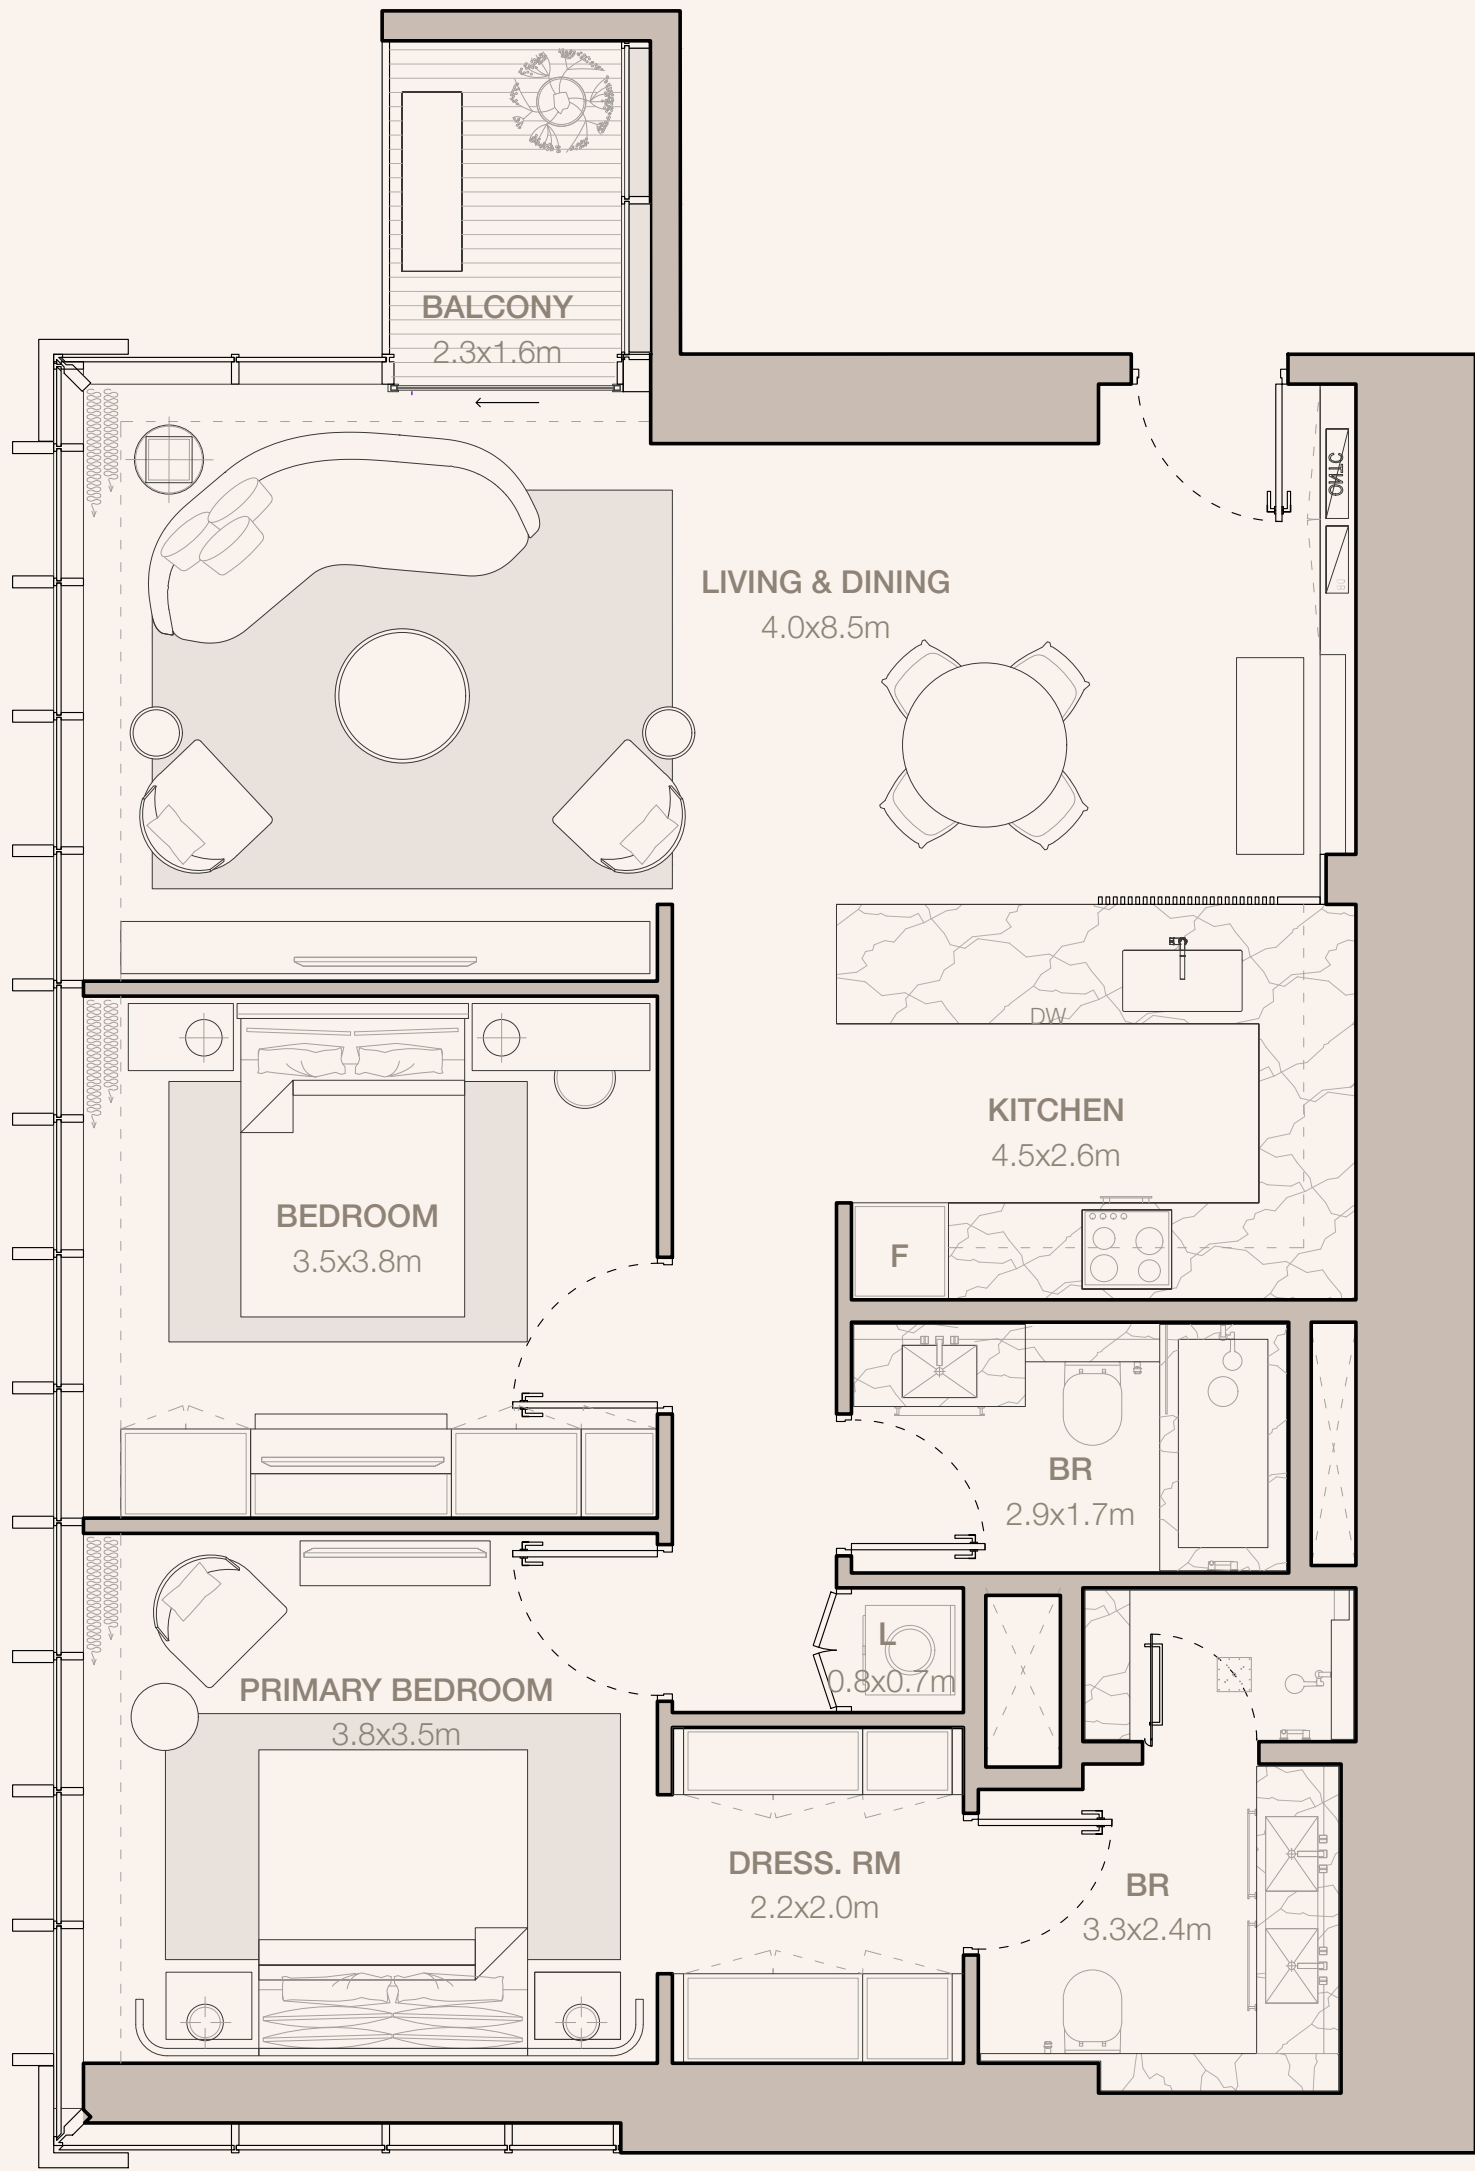 BALCONY
2.3x1.6m
ONTC
LIVING & DINING
4.0x8.5m
DW
KITCHEN
4.5x2.6m
BEDROOM
3.5x3.8m
F
BR
2.9x1.7m
L
0.8x0.7m
PRIMARY BEDROOM
3.8x3.5m
DRESS. RM
2.2x2.0m
BR
3.3x2.4m